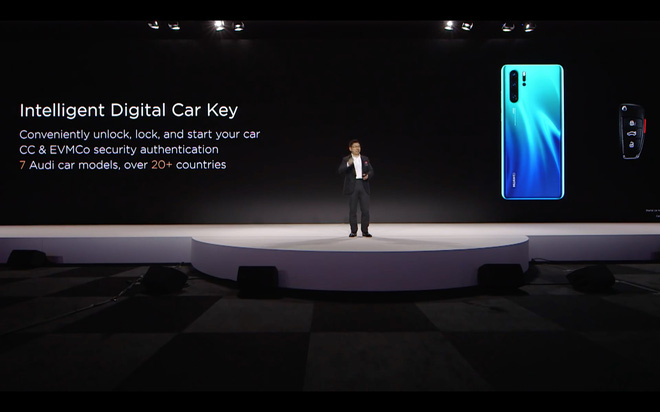 Intelligent Digital Car Key
Conveniently unlock, lock, and start your car
CC & EVMCo security authentication
7 Audi car models, over 20+ countries
HUAWEI